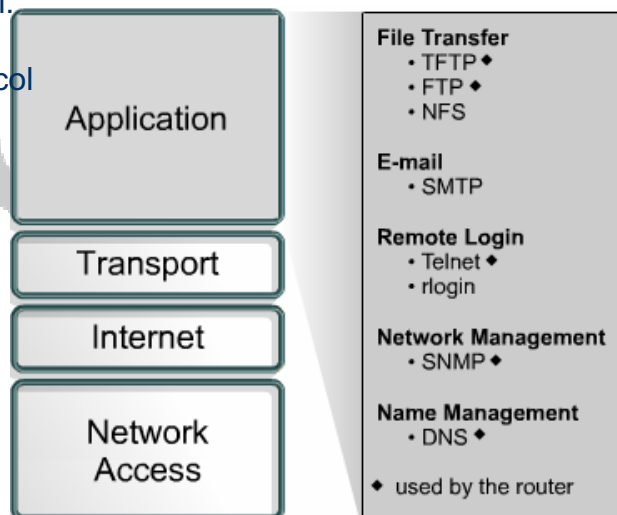 l.
col
Application
Transport
Internet
Network
Access
File Transfer
• TFTP ◆
• FTP ◆
• NFS
E-mail
• SMTP
Remote Login
• Telnet ◆
• rlogin
Network Management
• SNMP ◆
Name Management
• DNS ◆
◆ used by the router